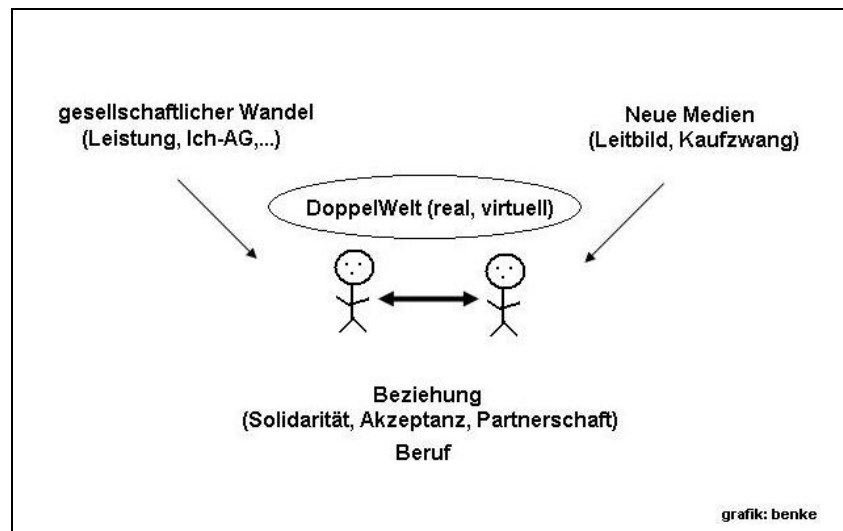 gesellschaftlicher Wandel
(Leistung, Ich-AG,...)
Neue Medien
(Leitbild, Kaufzwang)
DoppelWelt (real, virtuell)
Beziehung
(Solidarität, Akzeptanz, Partnerschaft)
Beruf
grafik: benke